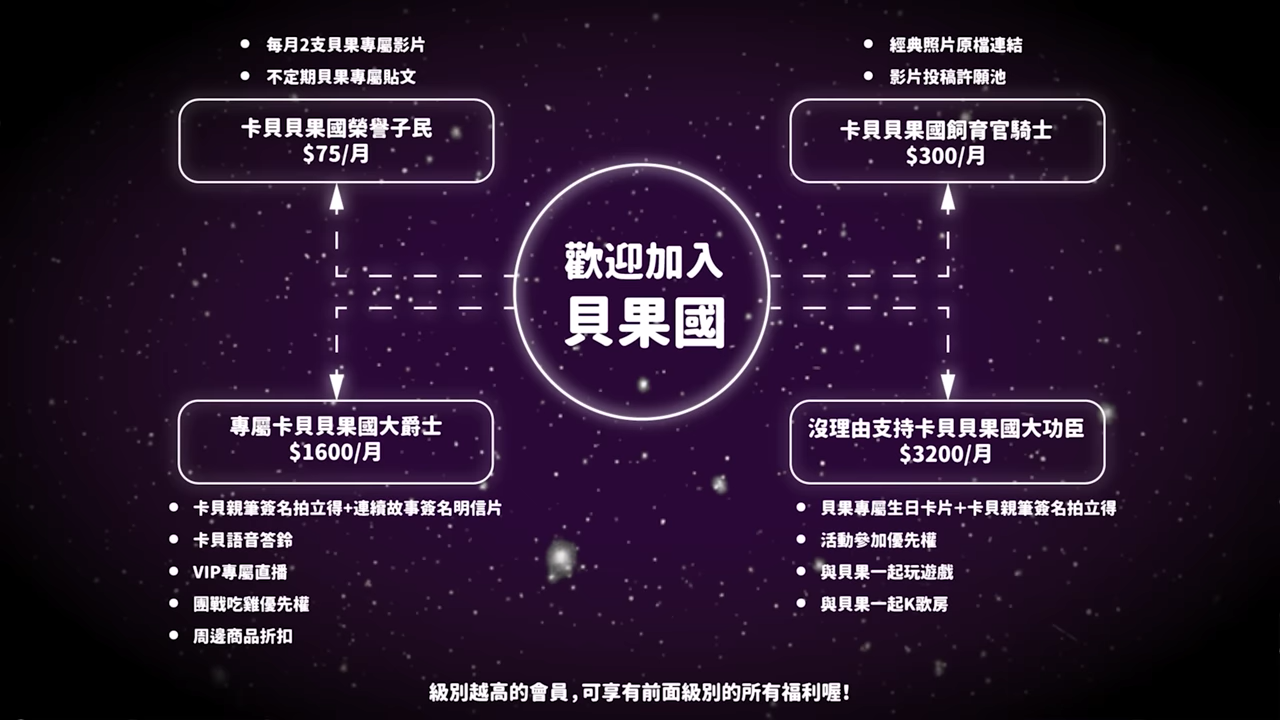 每月2支貝果專屬影片
不定期貝果專屬貼文
卡貝貝果國榮譽子民
$75/月
經典照片原檔連結
影片投稿許願池
卡貝貝果國飼育官騎士
$300/月
歡迎加入
貝果國
專屬卡貝貝果國大爵士
$1600/月
卡貝親筆簽名拍立得+連續故事簽名明信片
卡貝語音答鈴
VIP專屬直播
團戰吃雞優先權
周邊商品折扣
沒理由支持卡貝貝果國大功臣
$3200/月
貝果專屬生日卡片+卡貝親筆簽名拍立得
活動參加優先權
與貝果一起玩遊戲
與貝果一起K歌房
級別越高的會員,可享有前面級別的所有福利喔!